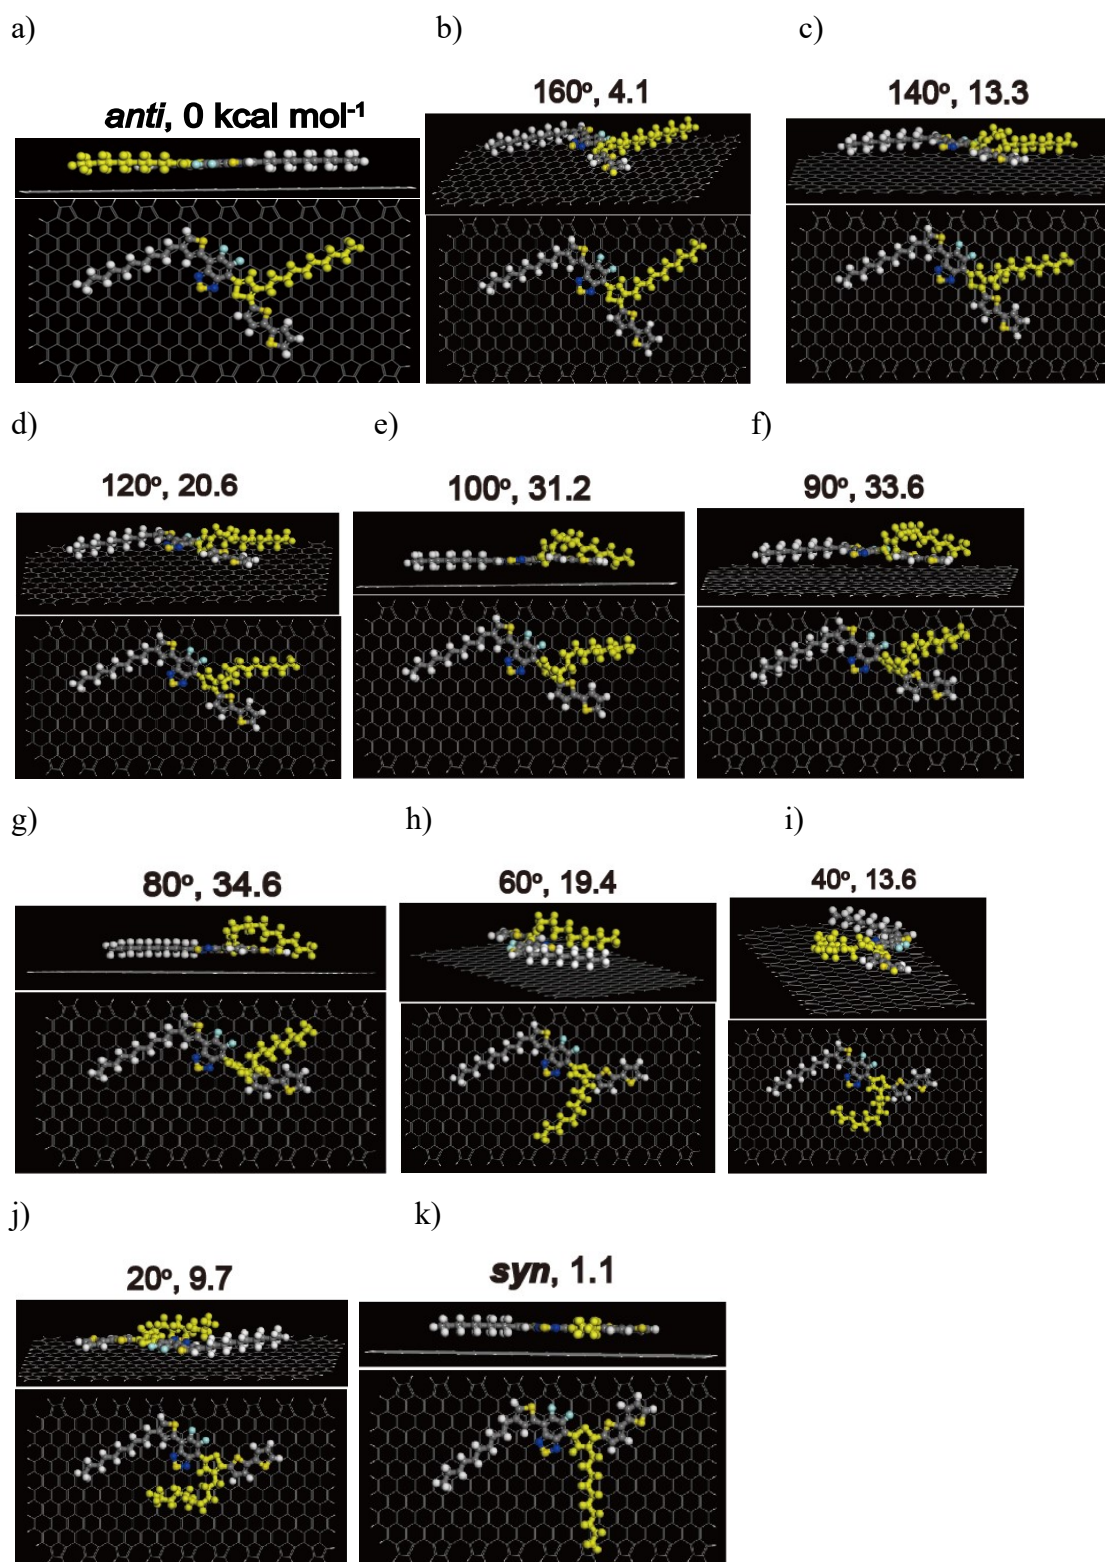 a)
b)
c)
anti, 0 kcal mol⁻¹
160°, 4.1
140°, 13.3
d)
e)
f)
120°, 20.6
100°, 31.2
90°, 33.6
g)
h)
i)
80°, 34.6
60°, 19.4
40°, 13.6
j)
k)
20°, 9.7
syn, 1.1